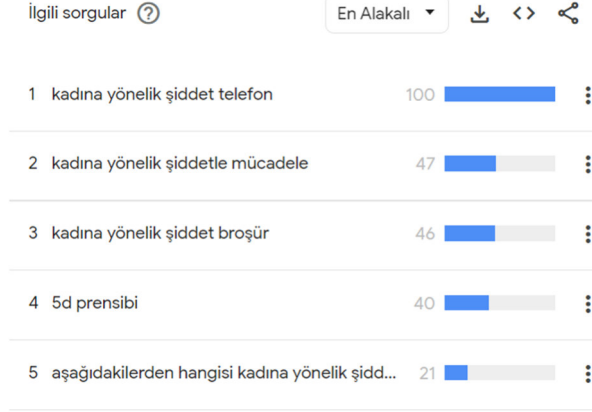 İlgili sorgular ?
En Alakalı
1 kadına yönelik şiddet telefon 100
2 kadına yönelik şiddetle mücadele 47
3 kadına yönelik şiddet broşür 46
4 5d prensibi 40
5 aşağıdakilerden hangisi kadına yönelik şidd... 21